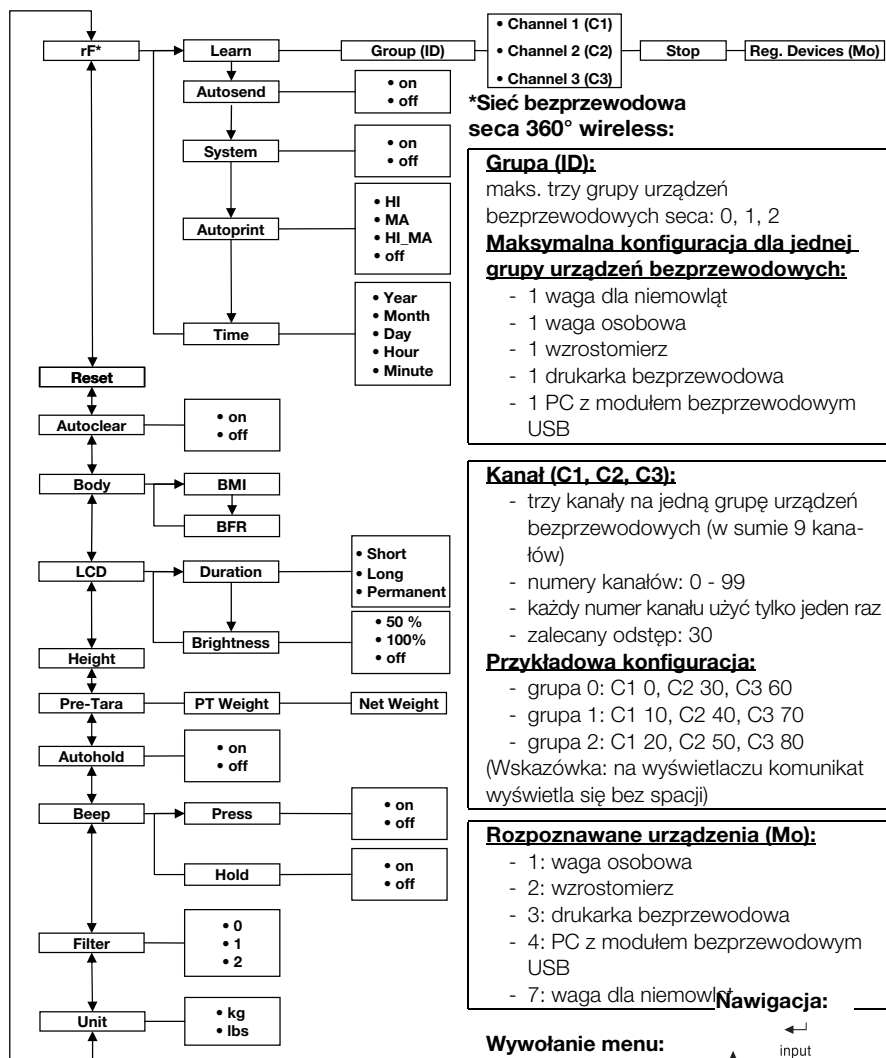 rF*
Learn
Group (ID)
• Channel 1 (C1)
• Channel 2 (C2)
• Channel 3 (C3)
Stop
Reg. Devices (Mo)
Autosend
• on
• off
System
• on
• off
Autoprint
• HI
• MA
• HI_MA
• off
Time
• Year
• Month
• Day
• Hour
• Minute
Reset
Autoclear
• on
• off
Body
BMI
BFR
LCD
Duration
• Short
• Long
• Permanent
Brightness
• 50 %
• 100%
• off
Height
Pre-Tara
PT Weight
Net Weight
Autohold
• on
• off
Beep
Press
• on
• off
Hold
• on
• off
Filter
• 0
• 1
• 2
Unit
• kg
• lbs
*Sieć bezprzewodowa
seca 360° wireless:
Grupa (ID):
maks. trzy grupy urządzeń
bezprzewodowych seca: 0, 1, 2
Maksymalna konfiguracja dla jednej
grupy urządzeń bezprzewodowych:
- 1 waga dla niemowląt
- 1 waga osobowa
- 1 wzrostomierz
- 1 drukarka bezprzewodowa
- 1 PC z modułem bezprzewodowym
USB
Kanał (C1, C2, C3):
- trzy kanały na jedną grupę urządzeń
bezprzewodowych (w sumie 9 kana-
łów)
- numery kanałów: 0 - 99
- każdy numer kanału użyć tylko jeden raz
- zalecany odstęp: 30
Przykładowa konfiguracja:
- grupa 0: C1 0, C2 30, C3 60
- grupa 1: C1 10, C2 40, C3 70
- grupa 2: C1 20, C2 50, C3 80
(Wskazówka: na wyświetlaczu komunikat
wyświetla się bez spacji)
Rozpoznawane urządzenia (Mo):
- 1: waga osobowa
- 2: wzrostomierz
- 3: drukarka bezprzewodowa
- 4: PC z modułem bezprzewodowym
USB
- 7: waga dla niemowląt
Nawigacja:
input
Wywołanie menu: